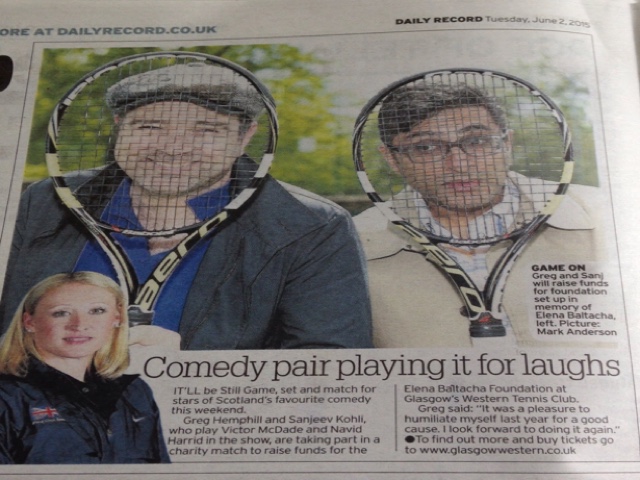 ORE AT DAILYRECORD.CO.UK
DAILY RECORD Tuesday, June 2, 2015
aero
aero
GAME ON
Greg and Sanj
will raise funds
for foundation
set up in
memory of
Elena Baltacha,
left. Picture:
Mark Anderson
Comedy pair playing it for laughs
IT'LL be Still Game, set and match for
stars of Scotland's favourite comedy
this weekend.
Greg Hemphill and Sanjeev Kohli,
who play Victor McDade and Navid
Harrid in the show, are taking part in a
charity match to raise funds for the
Elena Baltacha Foundation at
Glasgow's Western Tennis Club.
Greg said: "It was a pleasure to
humiliate myself last year for a good
cause. I look forward to doing it again."
●To find out more and buy tickets go
to www.glasgowwestern.co.uk